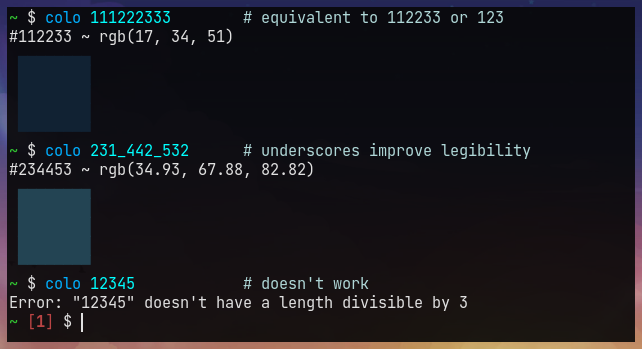 ~ $ colo 111222333        # equivalent to 112233 or 123
#112233 ~ rgb(17, 34, 51)
~ $ colo 231_442_532      # underscores improve legibility
#234453 ~ rgb(34.93, 67.88, 82.82)
~ $ colo 12345            # doesn't work
Error: "12345" doesn't have a length divisible by 3
~ [1] $